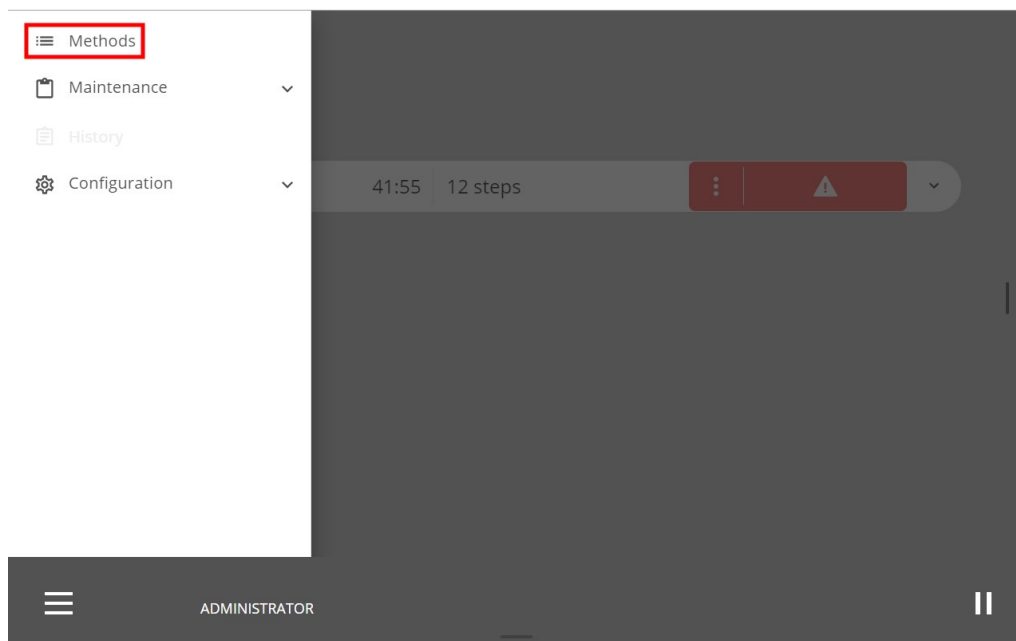 Methods
Maintenance
History
Configuration
41:55 12 steps
ADMINISTRATOR